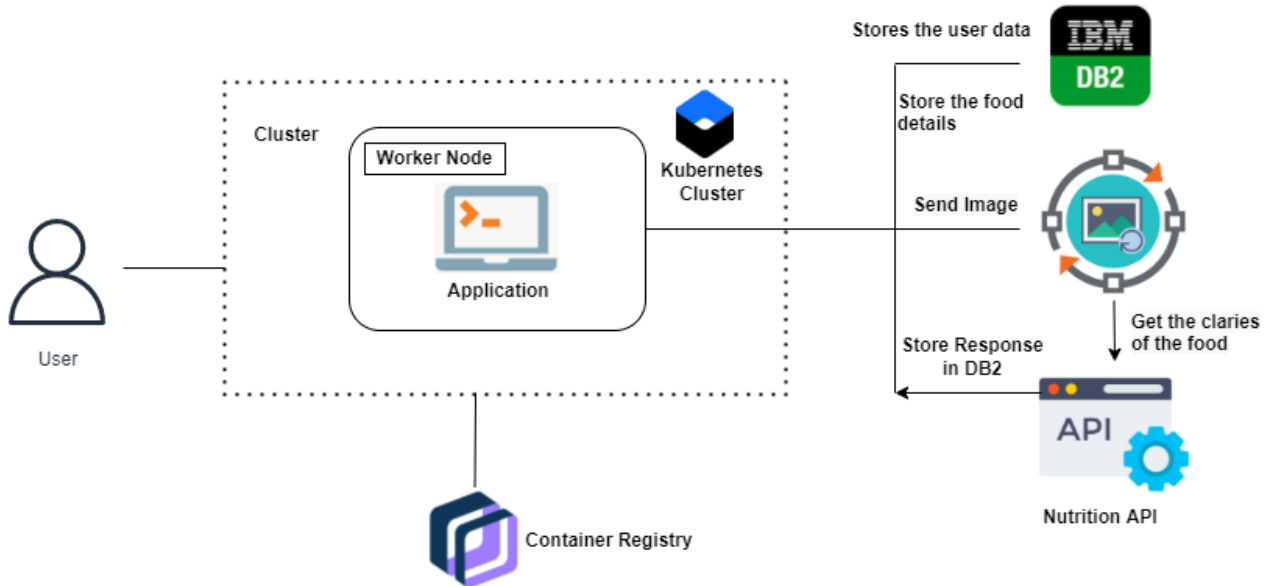 Stores the user data
IBM
DB2
Store the food
details
Cluster
Worker Node
Kubernetes
Cluster
Send Image
Application
Get the claries
of the food
Store Response
in DB2
User
API
Nutrition API
Container Registry